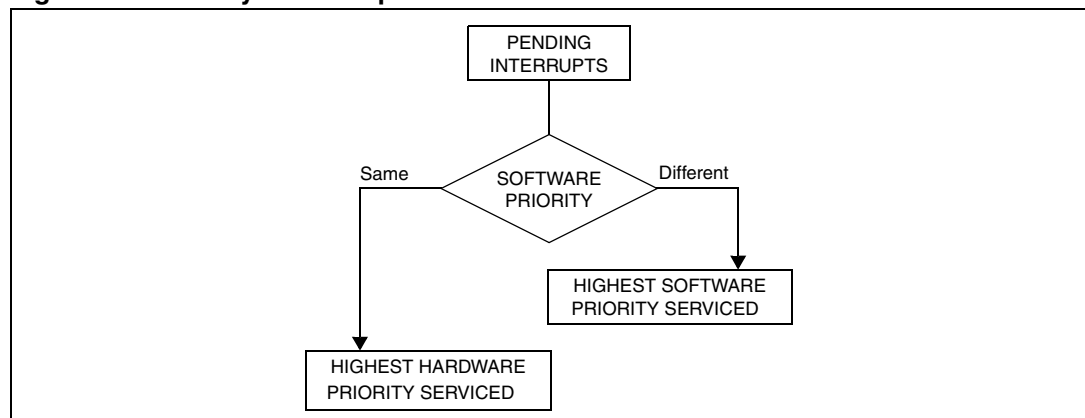 PENDING
INTERRUPTS
Same
SOFTWARE
PRIORITY
Different
HIGHEST SOFTWARE
PRIORITY SERVICED
HIGHEST HARDWARE
PRIORITY SERVICED